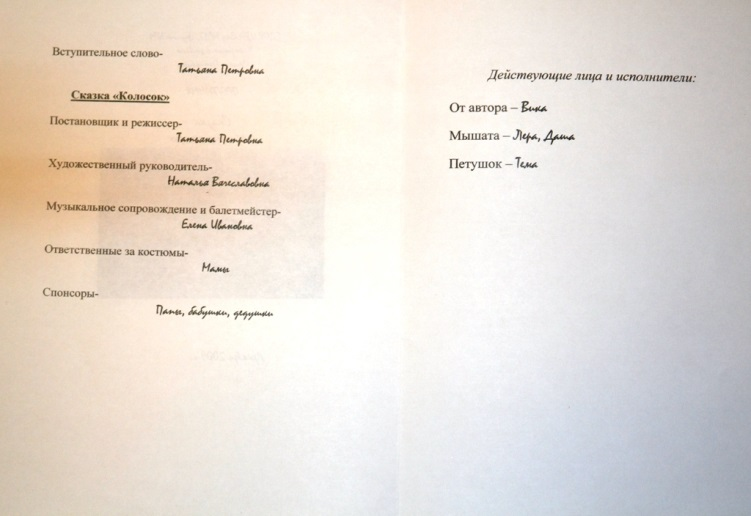 Вступительное слово-
Татьяна Петровна
Сказка «Колосок»
Постановщик и режиссер-
Татьяна Петровна
Художественный руководитель-
Наталья Вячеславовна
Музыкальное сопровождение и балетмейстер-
Елена Ивановна
Ответственные за костюмы-
Мамы
Спонсоры-
Папы, бабушки, дедушки
Действующие лица и исполнители:
От автора – Вика
Мышата – Лера, Даша
Петушок – Тема